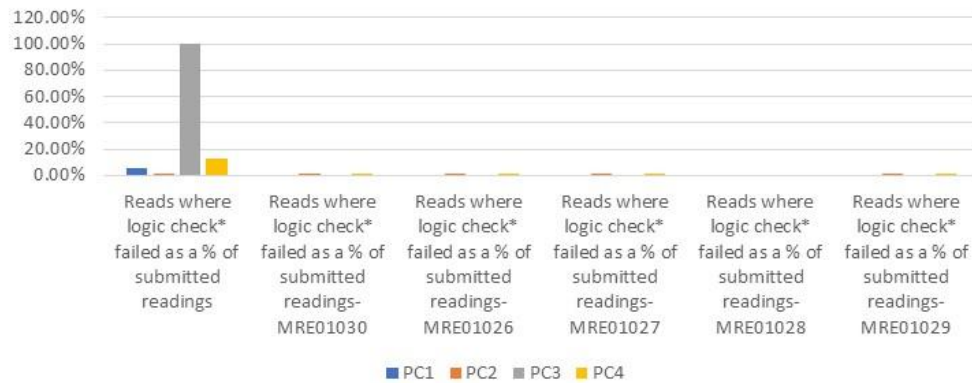 120.00%
100.00%
80.00%
60.00%
40.00%
20.00%
0.00%
Reads where
logic check*
failed as a % of
submitted
readings
Reads where
logic check*
failed as a % of
submitted
readings-
MRE01030
Reads where
logic check*
failed as a % of
submitted
readings-
MRE01026
Reads where
logic check*
failed as a % of
submitted
readings-
MRE01027
Reads where
logic check*
failed as a % of
submitted
readings-
MRE01028
Reads where
logic check*
failed as a % of
submitted
readings-
MRE01029
PC1 PC2 PC3 PC4